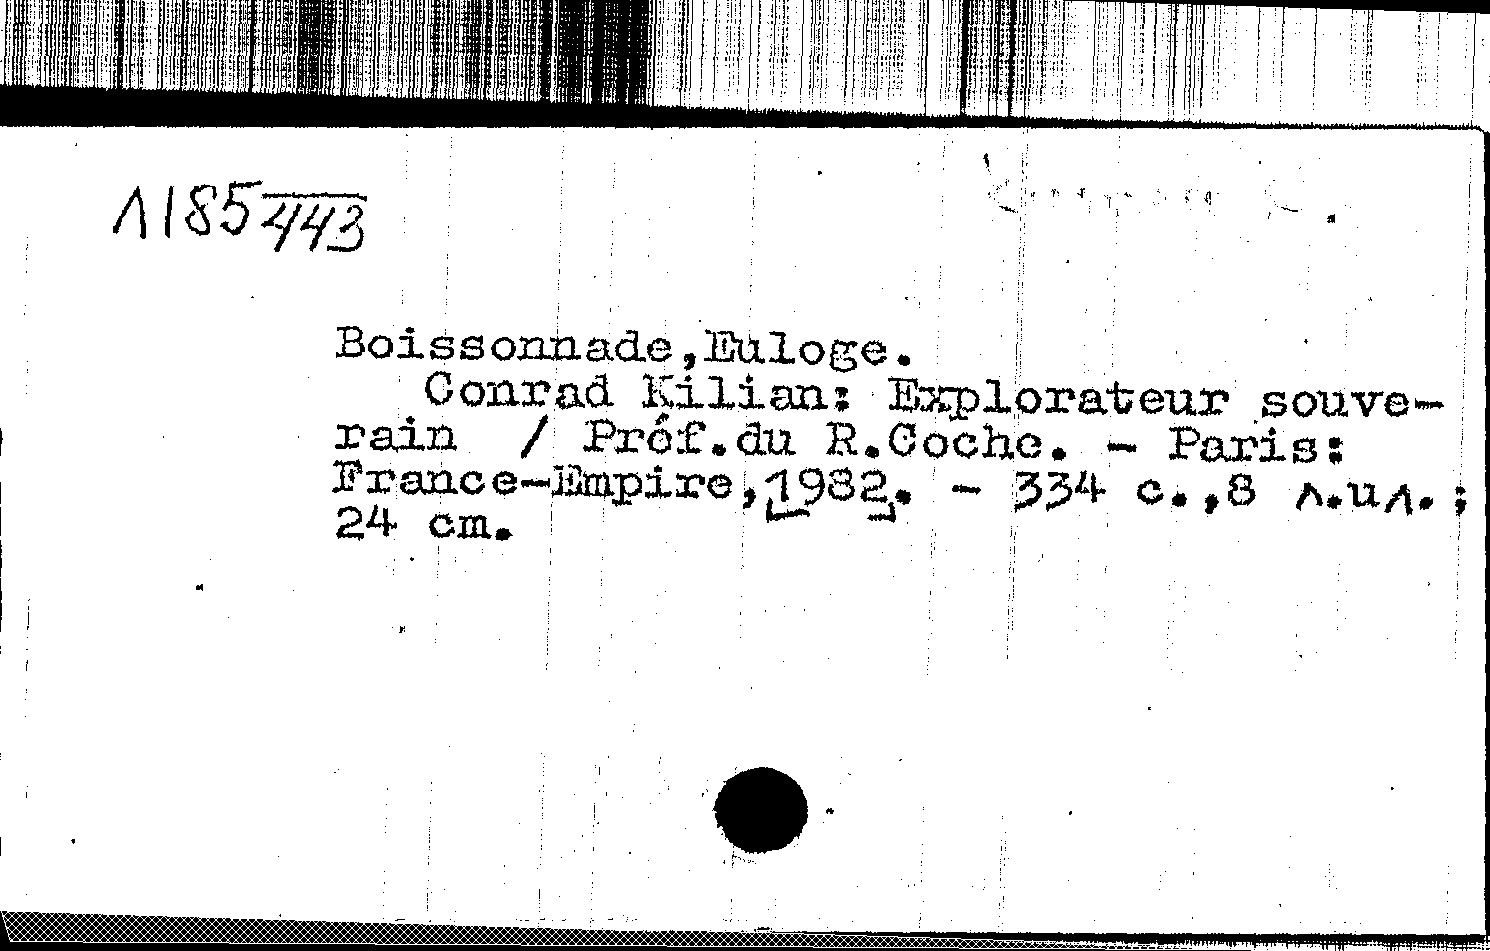 Л185443
Boissonnade,Euloge.
Conrad Kilian: Explorateur souve-
rain / Préf.du R.Coche. - Paris:
France-Empire,1982. - 334 с.,8 л.ил.;
24 cm.